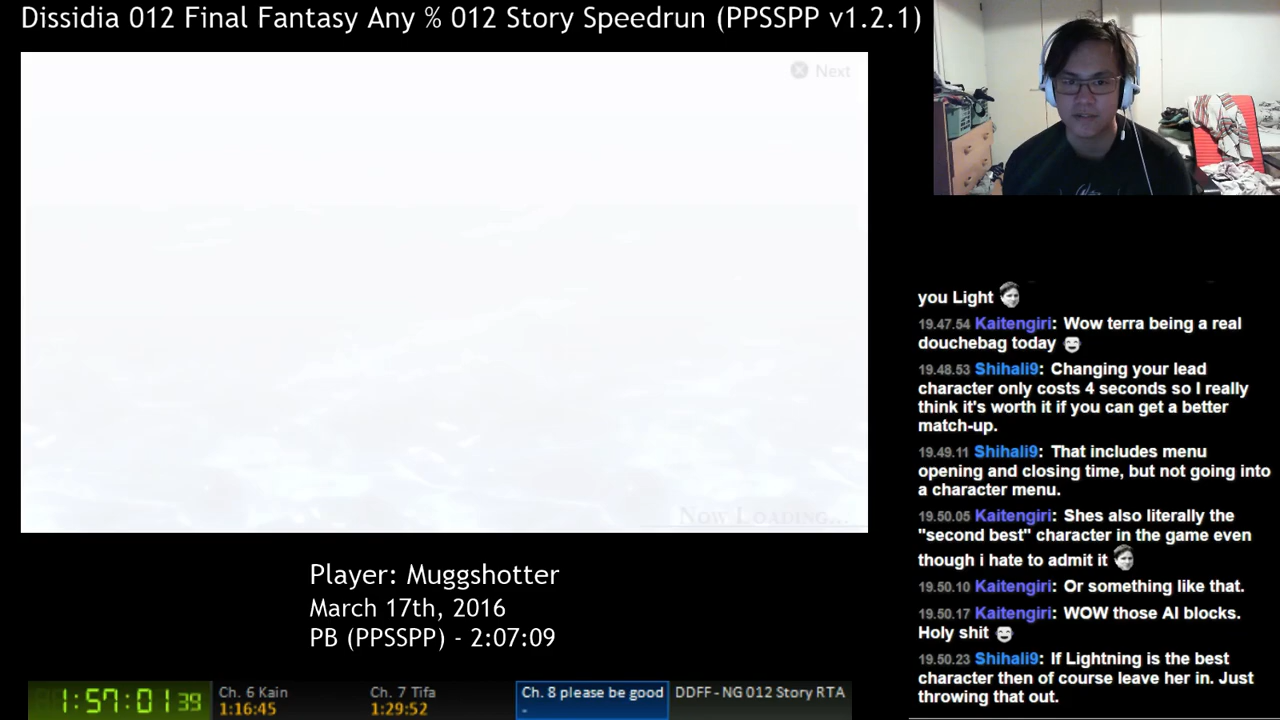 Dissidia 012 Final Fantasy Any % 012 Story Speedrun (PPSSPP v1.2.1)
Next
Now Loading...
you Light
19.47.54 Kaitengiri: Wow terra being a real
douchebag today
19.48.53 Shihali9: Changing your lead
character only costs 4 seconds so I really
think it's worth it if you can get a better
match-up.
19.49.11 Shihali9: That includes menu
opening and closing time, but not going into
a character menu.
19.50.05 Kaitengiri: Shes also literally the
"second best" character in the game even
though i hate to admit it
19.50.10 Kaitengiri: Or something like that.
19.50.17 Kaitengiri: WOW those AI blocks.
Holy shit
19.50.23 Shihali9: If Lightning is the best
character then of course leave her in. Just
throwing that out.
Player: Muggshotter
March 17th, 2016
PB (PPSSPP) - 2:07:09
1:57:01 39
Ch. 6 Kain
1:16:45
Ch. 7 Tifa
1:29:52
Ch. 8 please be good
-
DDFF - NG 012 Story RTA